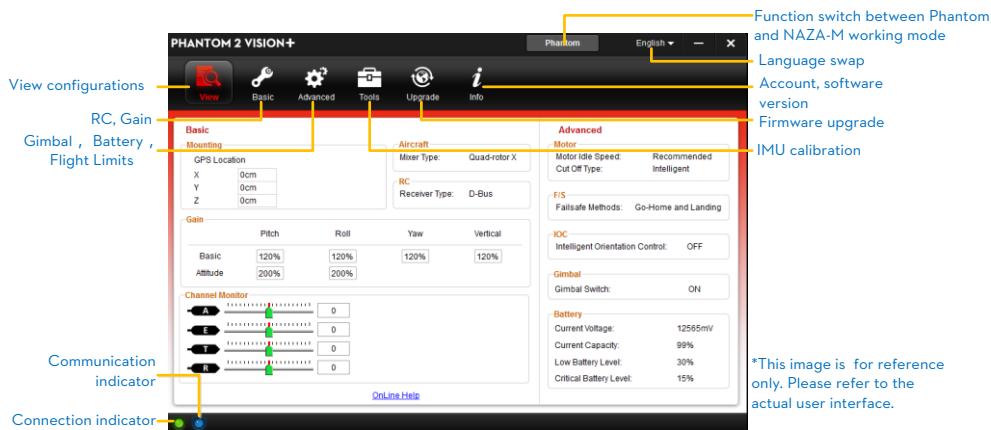 Function switch between Phantom
and NAZA-M working mode
PHANTOM 2 VISION+
Phantom
English
Language swap
View configurations
Account, software
version
View
Basic
Advanced
Tools
Upgrade
Info
RC, Gain
Firmware upgrade
Gimbal , Battery ,
Flight Limits
IMU calibration
Basic
Mounting
GPS Location
X 0cm
Y 0cm
Z 0cm
Aircraft
Mixer Type: Quad-rotor X
RC
Receiver Type: D-Bus
Gain
Pitch Roll Yaw Vertical
Basic 120% 120% 120% 120%
Attitude 200% 200%
Channel Monitor
A 0
E 0
T 0
R 0
OnLine Help
Advanced
Motor
Motor Idle Speed: Recommended
Cut Off Type: Intelligent
F/S
Failsafe Methods: Go-Home and Landing
IOC
Intelligent Orientation Control: OFF
Gimbal
Gimbal Switch: ON
Battery
Current Voltage: 12565mV
Current Capacity: 99%
Low Battery Level: 30%
Critical Battery Level: 15%
Communication
indicator
Connection indicator
*This image is for reference
only. Please refer to the
actual user interface.